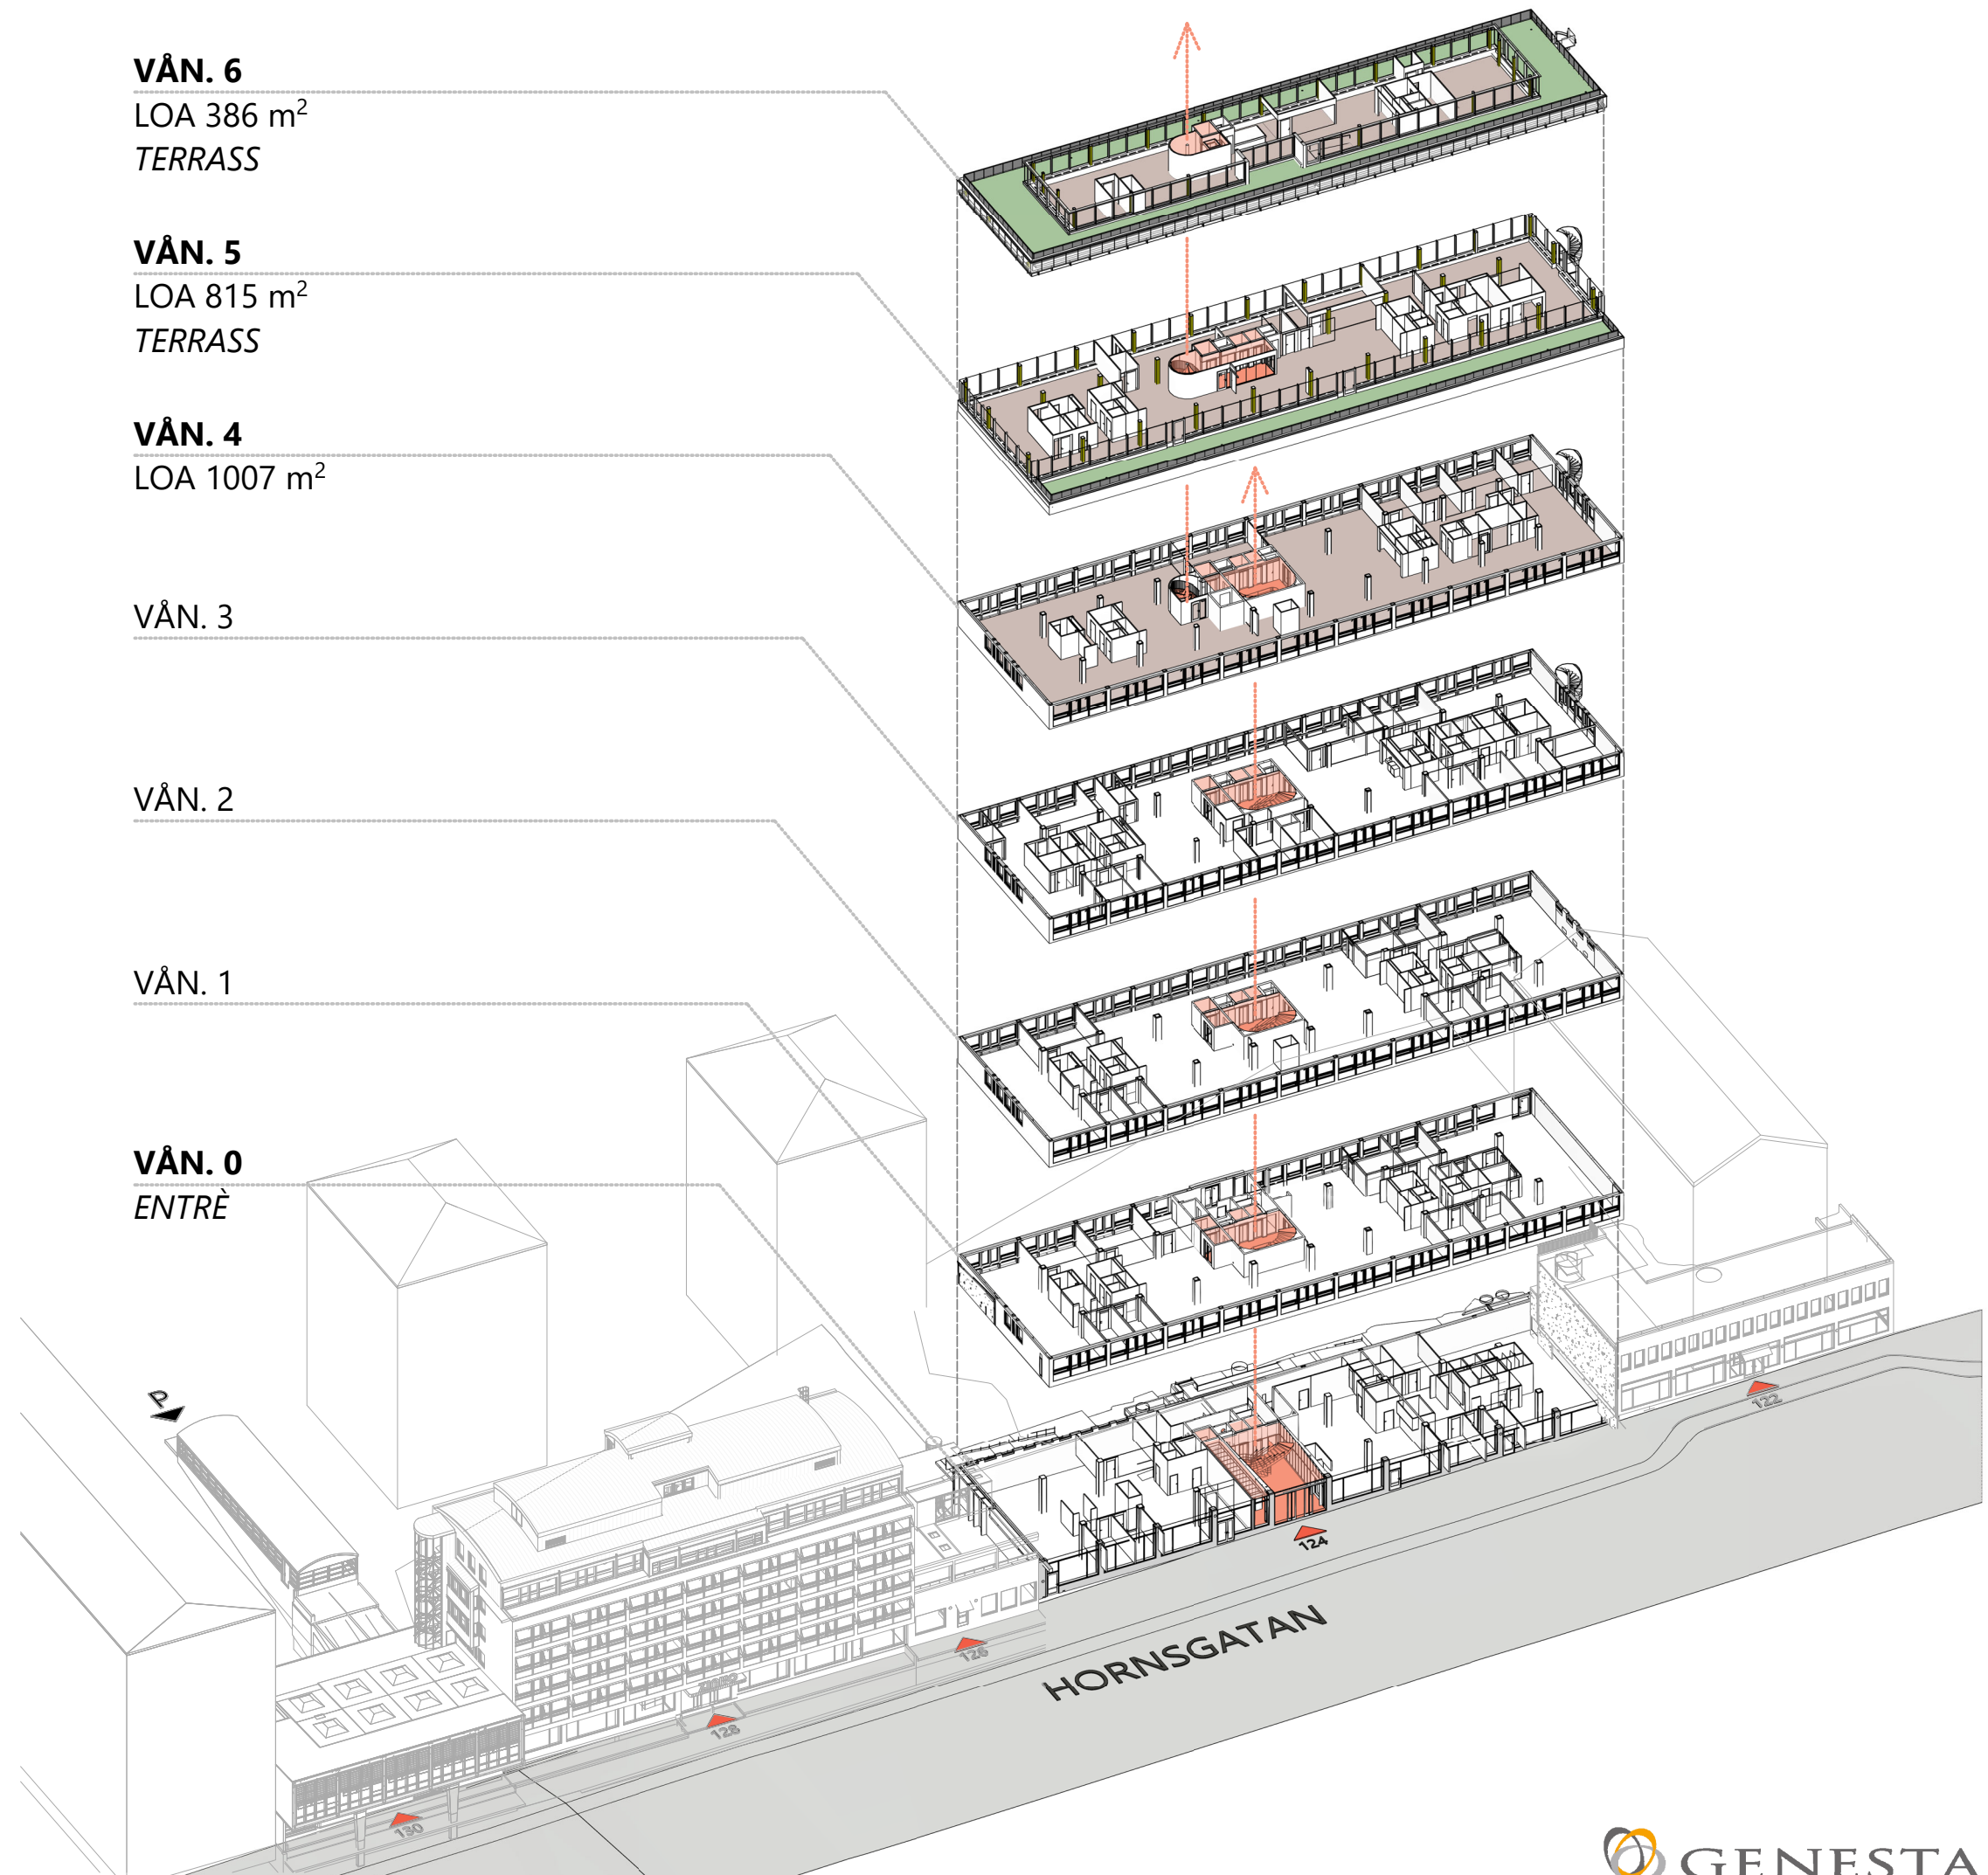 VÅN. 6
LOA 386 m²
TERRASS
VÅN. 5
LOA 815 m²
TERRASS
VÅN. 4
LOA 1007 m²
VÅN. 3
VÅN. 2
VÅN. 1
VÅN. 0
ENTRÈ
P
122
124
126
HORNSGATAN
128
130
GENESTA